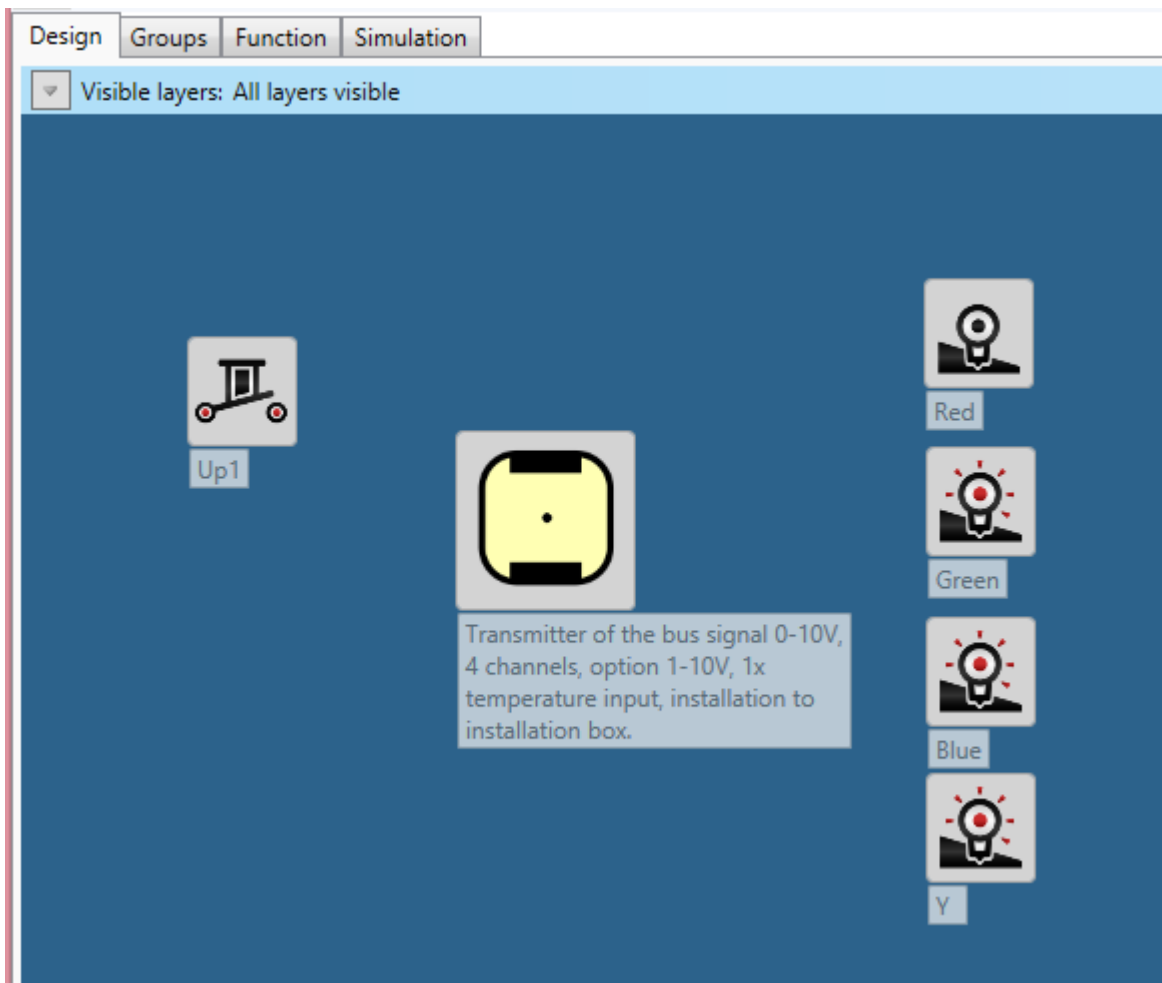 Design Groups Function Simulation
Visible layers: All layers visible
Up1
Transmitter of the bus signal 0-10V,
4 channels, option 1-10V, 1x
temperature input, installation to
installation box.
Red
Green
Blue
Y